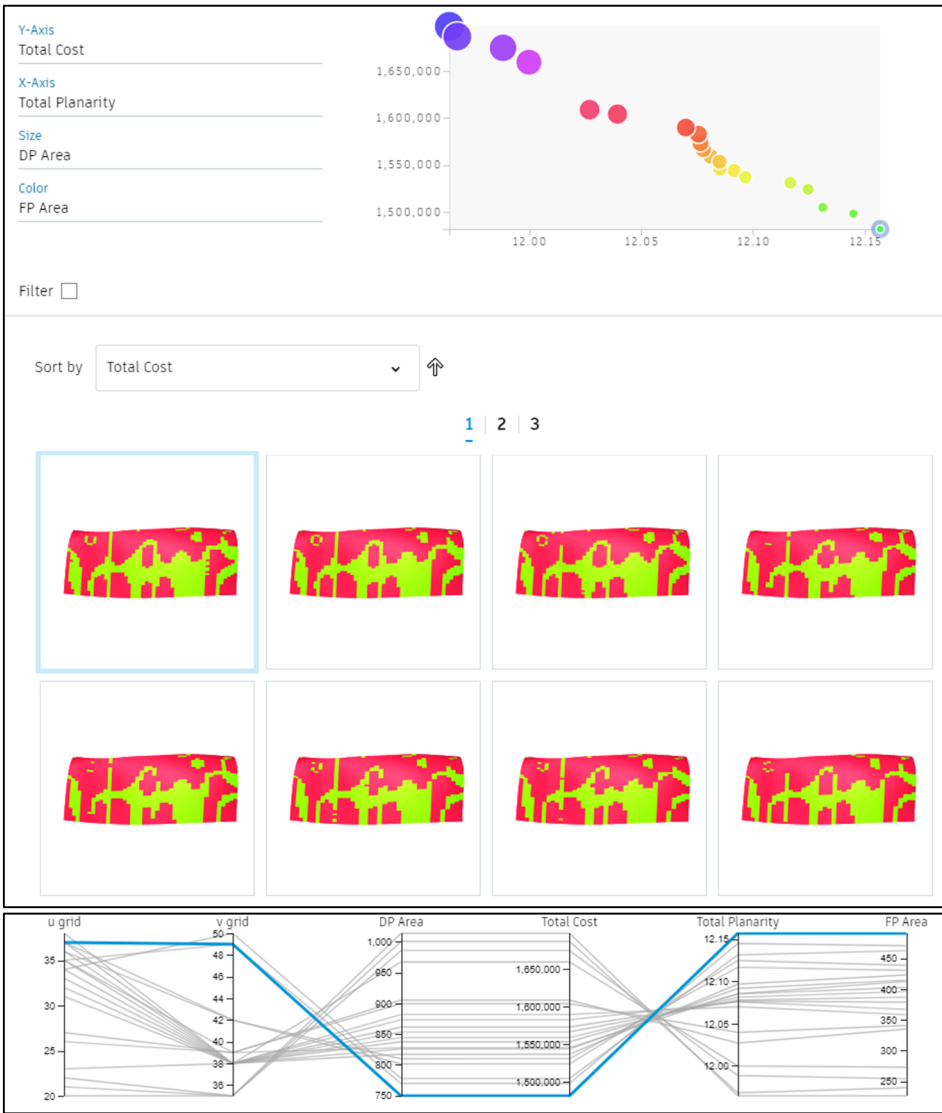 Y-Axis
Total Cost
X-Axis
Total Planarity
Size
DP Area
Color
FP Area
1,650,000
1,600,000
1,550,000
1,500,000
12.00 12.05 12.10 12.15
Filter
Sort by Total Cost
1 2 3
u grid v grid DP Area Total Cost Total Planarity FP Area
35
30
25
20
50
48
46
44
42
40
38
36
1,000
950
900
850
800
750
1,650,000
1,600,000
1,550,000
1,500,000
12.15
12.10
12.05
12.00
450
400
350
300
250